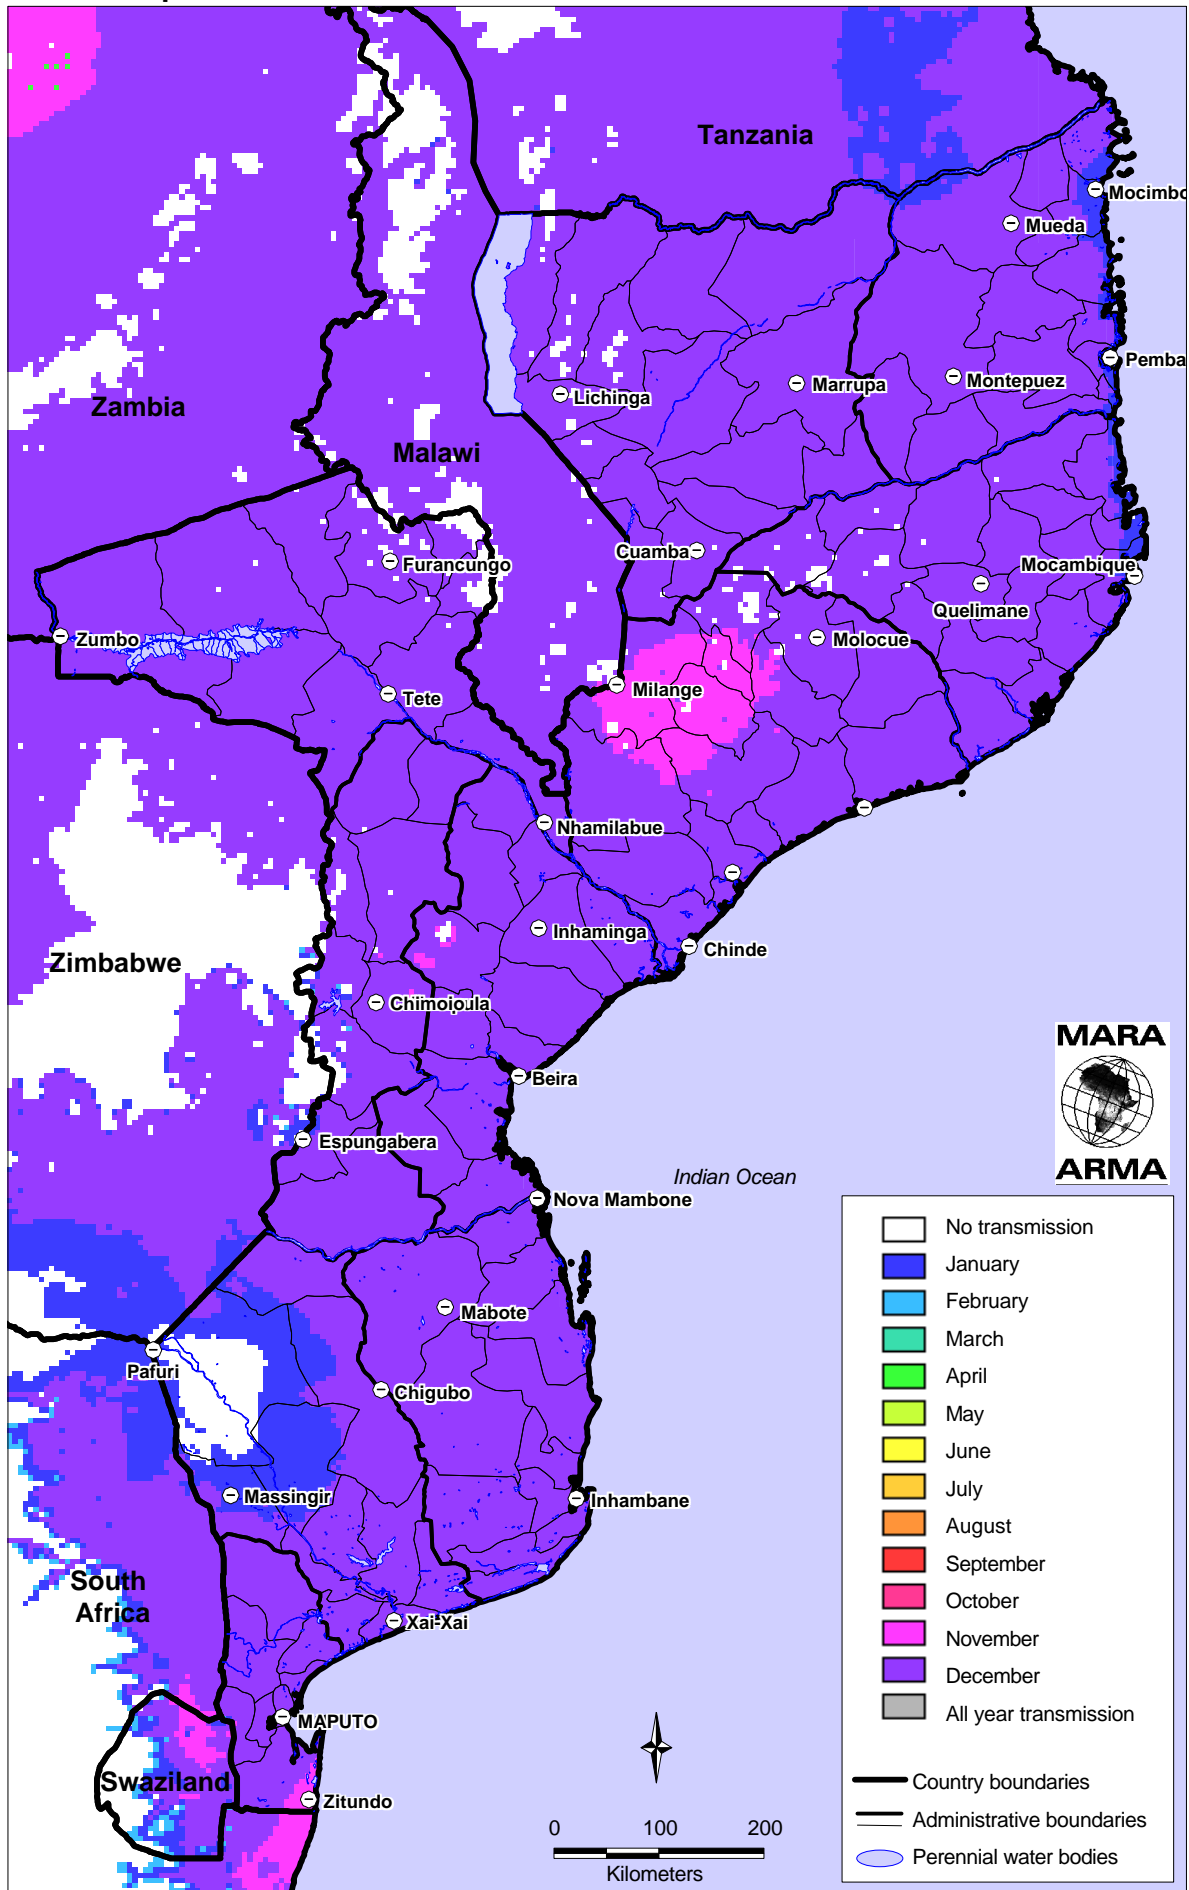 Tanzania
Mocimbo
Mueda
Pemba
Zambia
Lichinga
Marrupa
Montepuez
Malawi
Cuamba
Furancungo
Mocambique
Quelimane
Zumbo
Molocue
Tete
Milange
Nhamilabue
Inhaminga
Chinde
Zimbabwe
Chimoipula
MARA
ARMA
Beira
Espungabera
Indian Ocean
Nova Mambone
Mabote
Pafuri
Chigubo
Massingir
Inhambane
South
Africa
Xai-Xai
MAPUTO
Swaziland
Zitundo
No transmission
January
February
March
April
May
June
July
August
September
October
November
December
All year transmission
Country boundaries
Administrative boundaries
Perennial water bodies
0 100 200
Kilometers